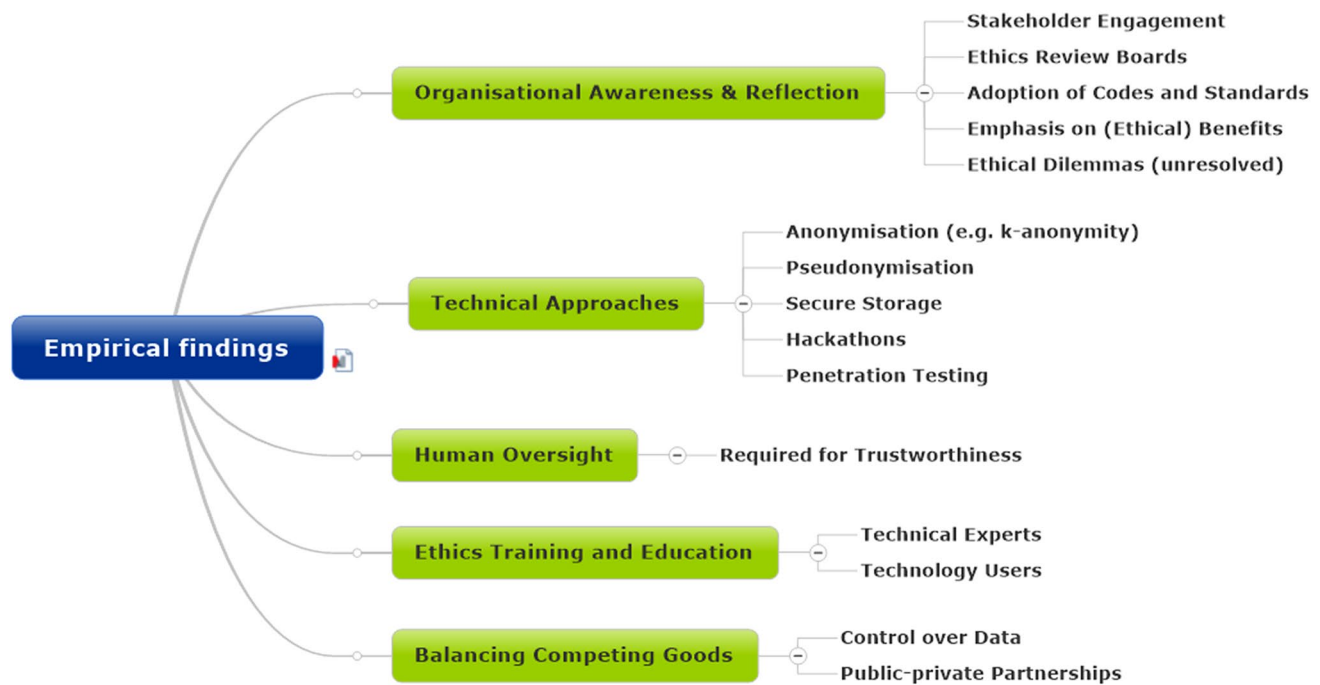 Empirical findings
Organisational Awareness & Reflection
Stakeholder Engagement
Ethics Review Boards
Adoption of Codes and Standards
Emphasis on (Ethical) Benefits
Ethical Dilemmas (unresolved)
Technical Approaches
Anonymisation (e.g. k-anonymity)
Pseudonymisation
Secure Storage
Hackathons
Penetration Testing
Human Oversight
Required for Trustworthiness
Ethics Training and Education
Technical Experts
Technology Users
Balancing Competing Goods
Control over Data
Public-private Partnerships